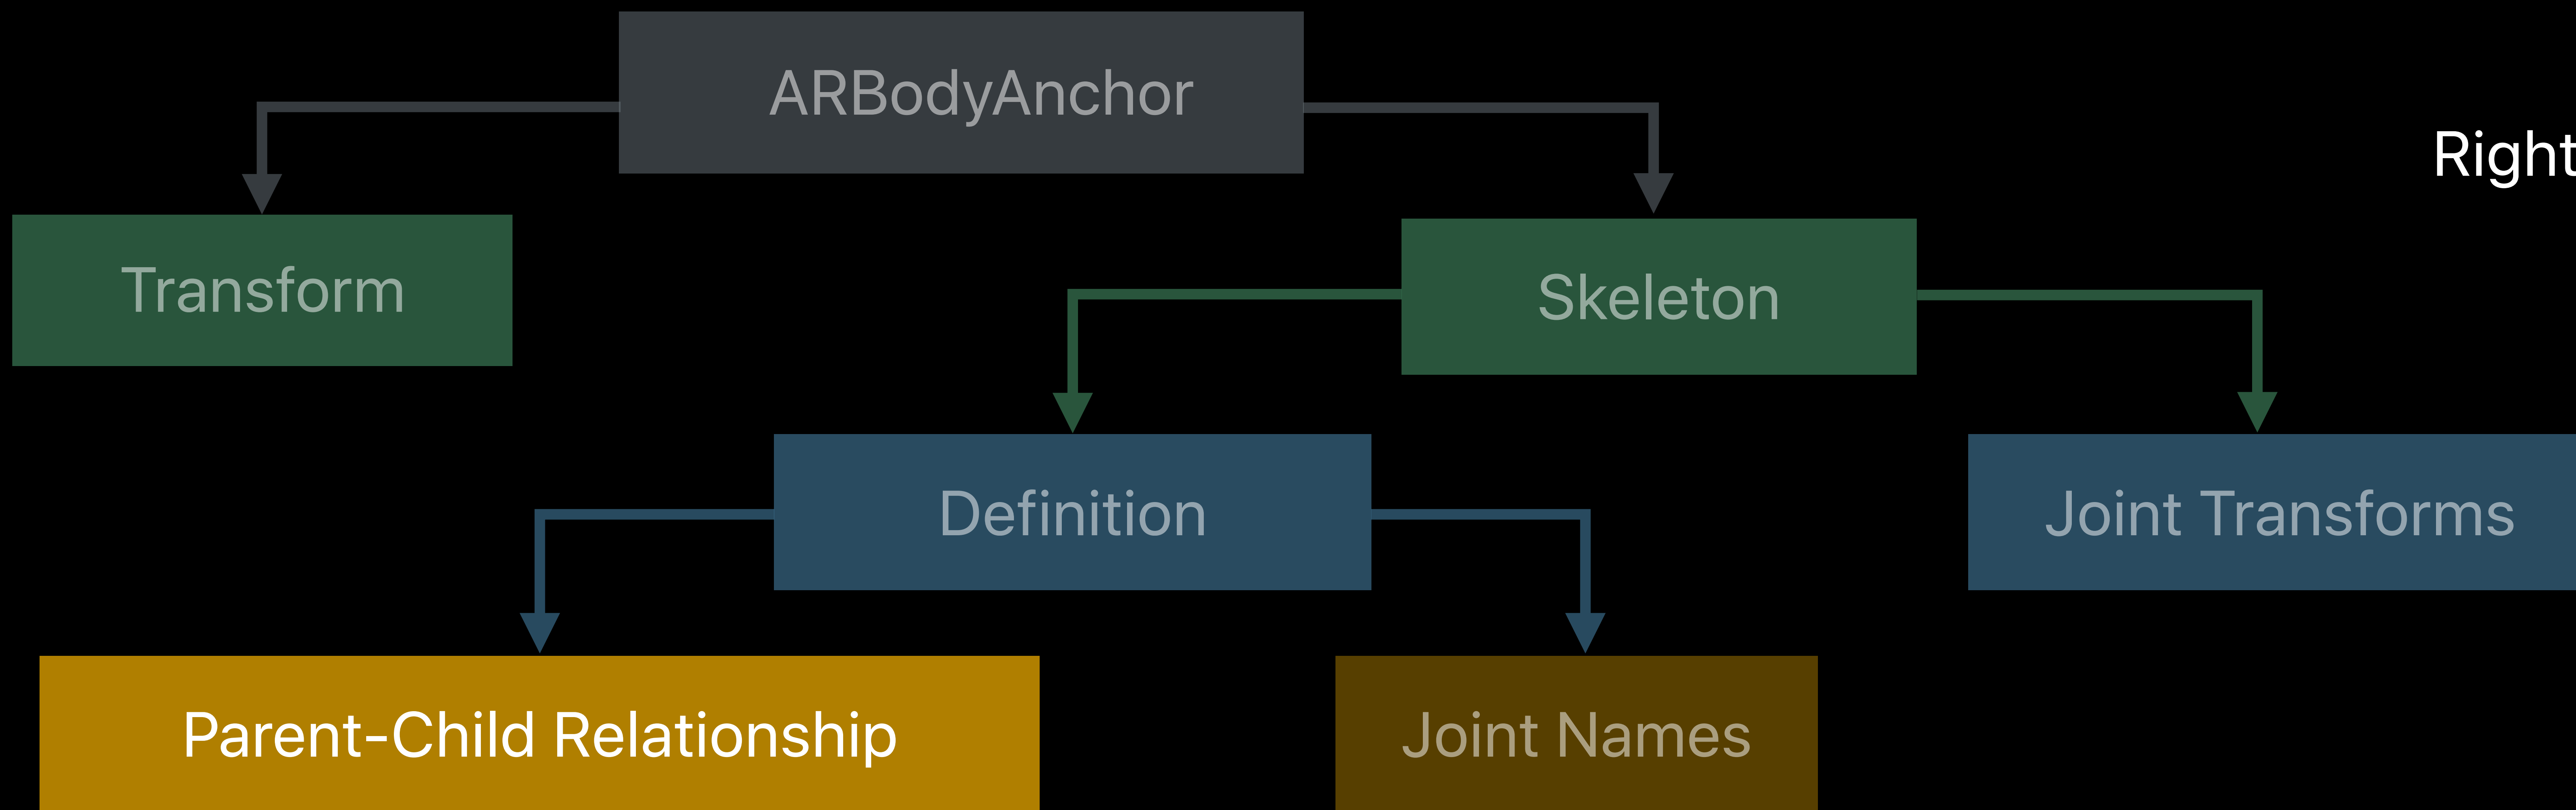 ARBodyAnchor
Right
Transform
Skeleton
Definition
Joint Transforms
Parent-Child Relationship
Joint Names